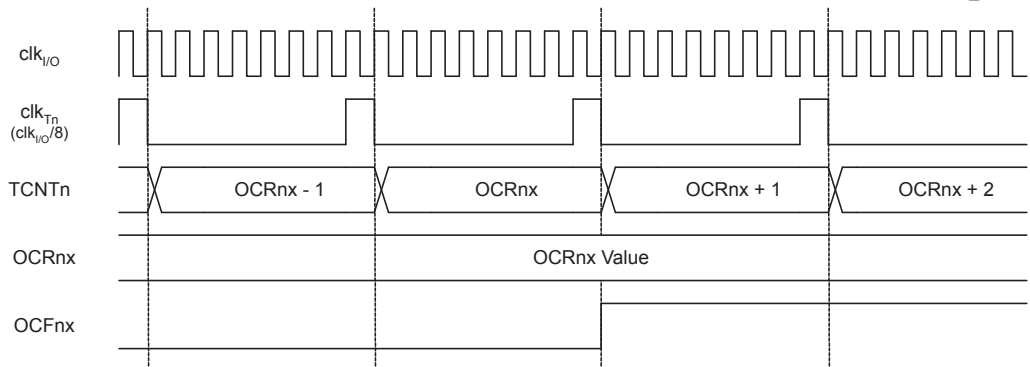 clkI/O
clkTn
(clkI/O/8)
TCNTn
OCRnx - 1
OCRnx
OCRnx + 1
OCRnx + 2
OCRnx
OCRnx Value
OCFnx